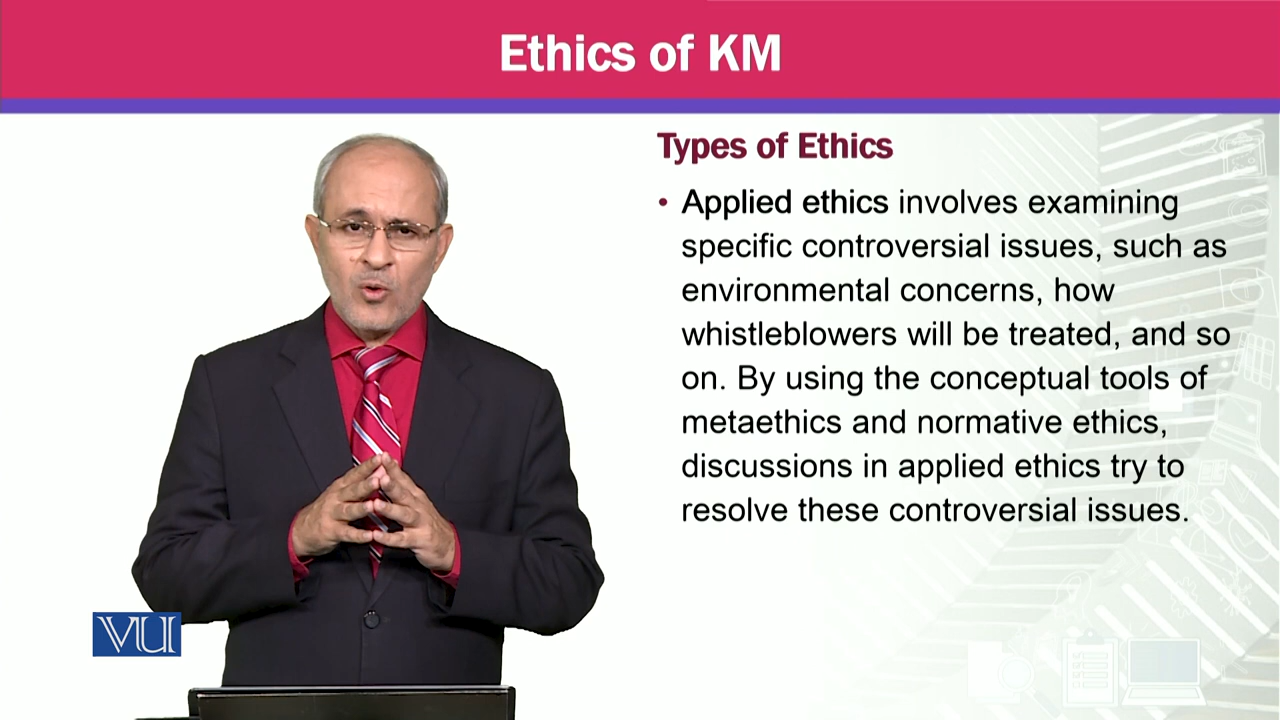 Ethics of KM
Types of Ethics
• Applied ethics involves examining
specific controversial issues, such as
environmental concerns, how
whistleblowers will be treated, and so
on. By using the conceptual tools of
metaethics and normative ethics,
discussions in applied ethics try to
resolve these controversial issues.
VU